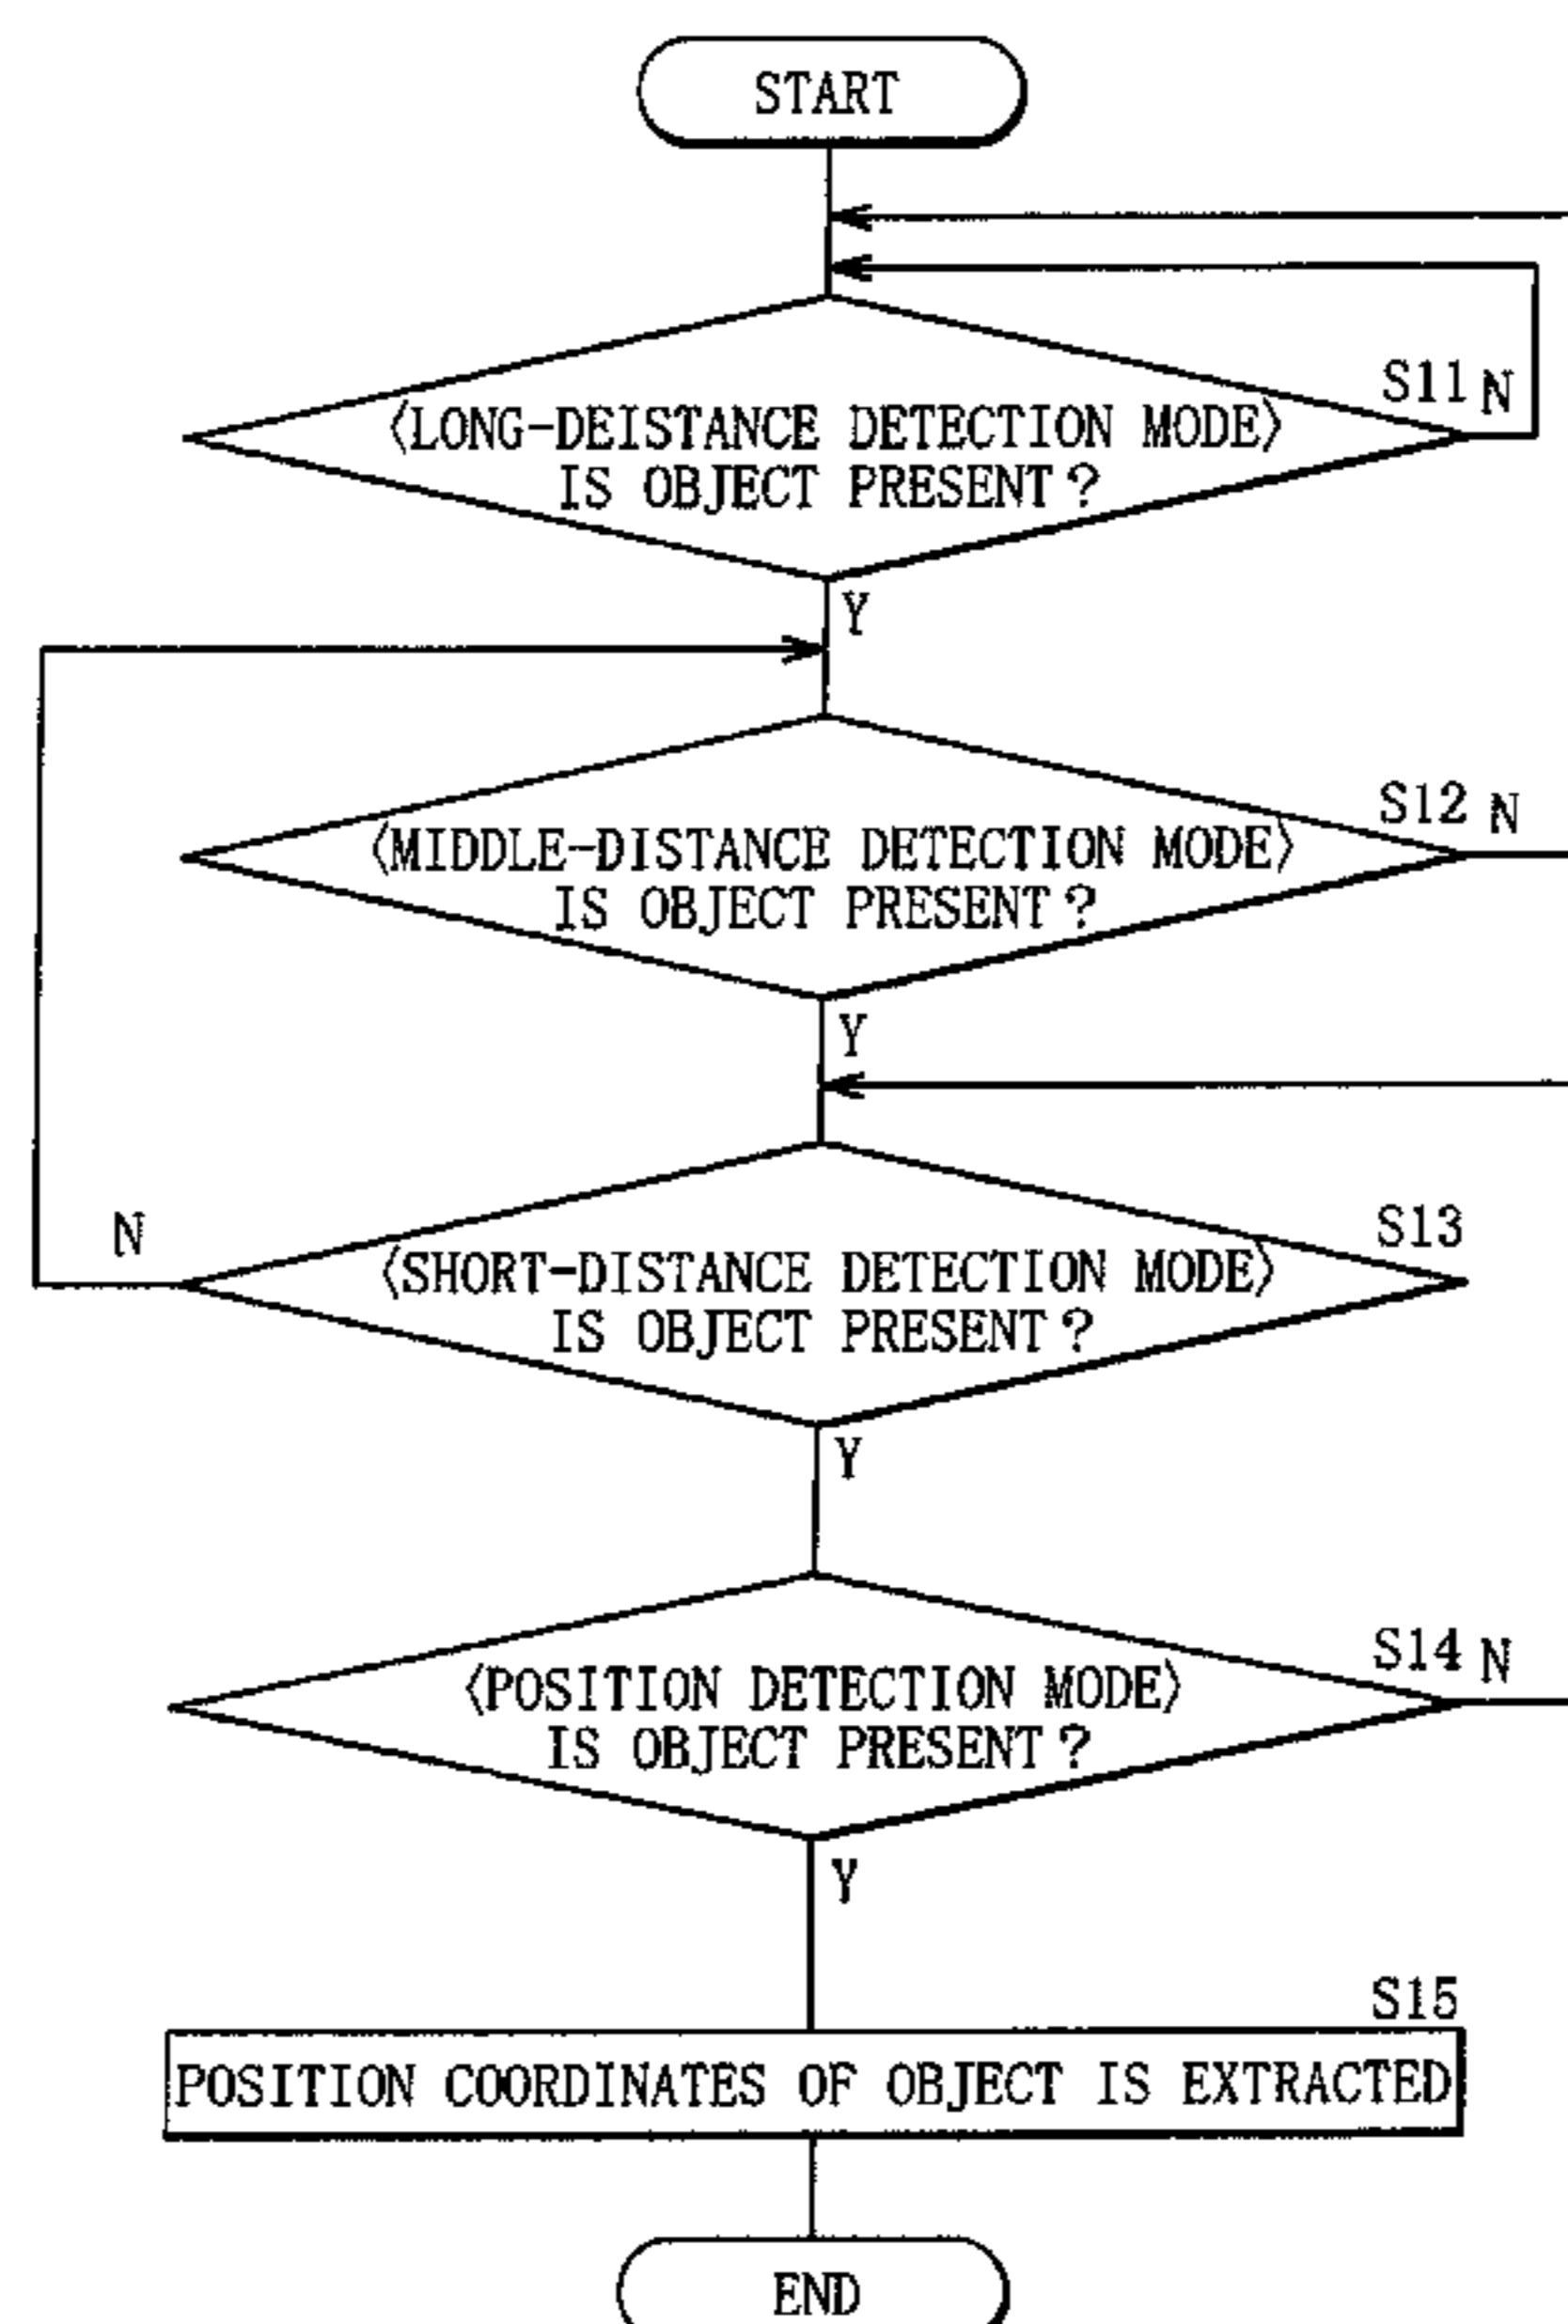 START
S11 N
〈LONG-DEISTANCE DETECTION MODE〉
IS OBJECT PRESENT?
Y
S12 N
〈MIDDLE-DISTANCE DETECTION MODE〉
IS OBJECT PRESENT?
Y
N
S13
〈SHORT-DISTANCE DETECTION MODE〉
IS OBJECT PRESENT?
Y
S14 N
〈POSITION DETECTION MODE〉
IS OBJECT PRESENT?
Y
S15
POSITION COORDINATES OF OBJECT IS EXTRACTED
END